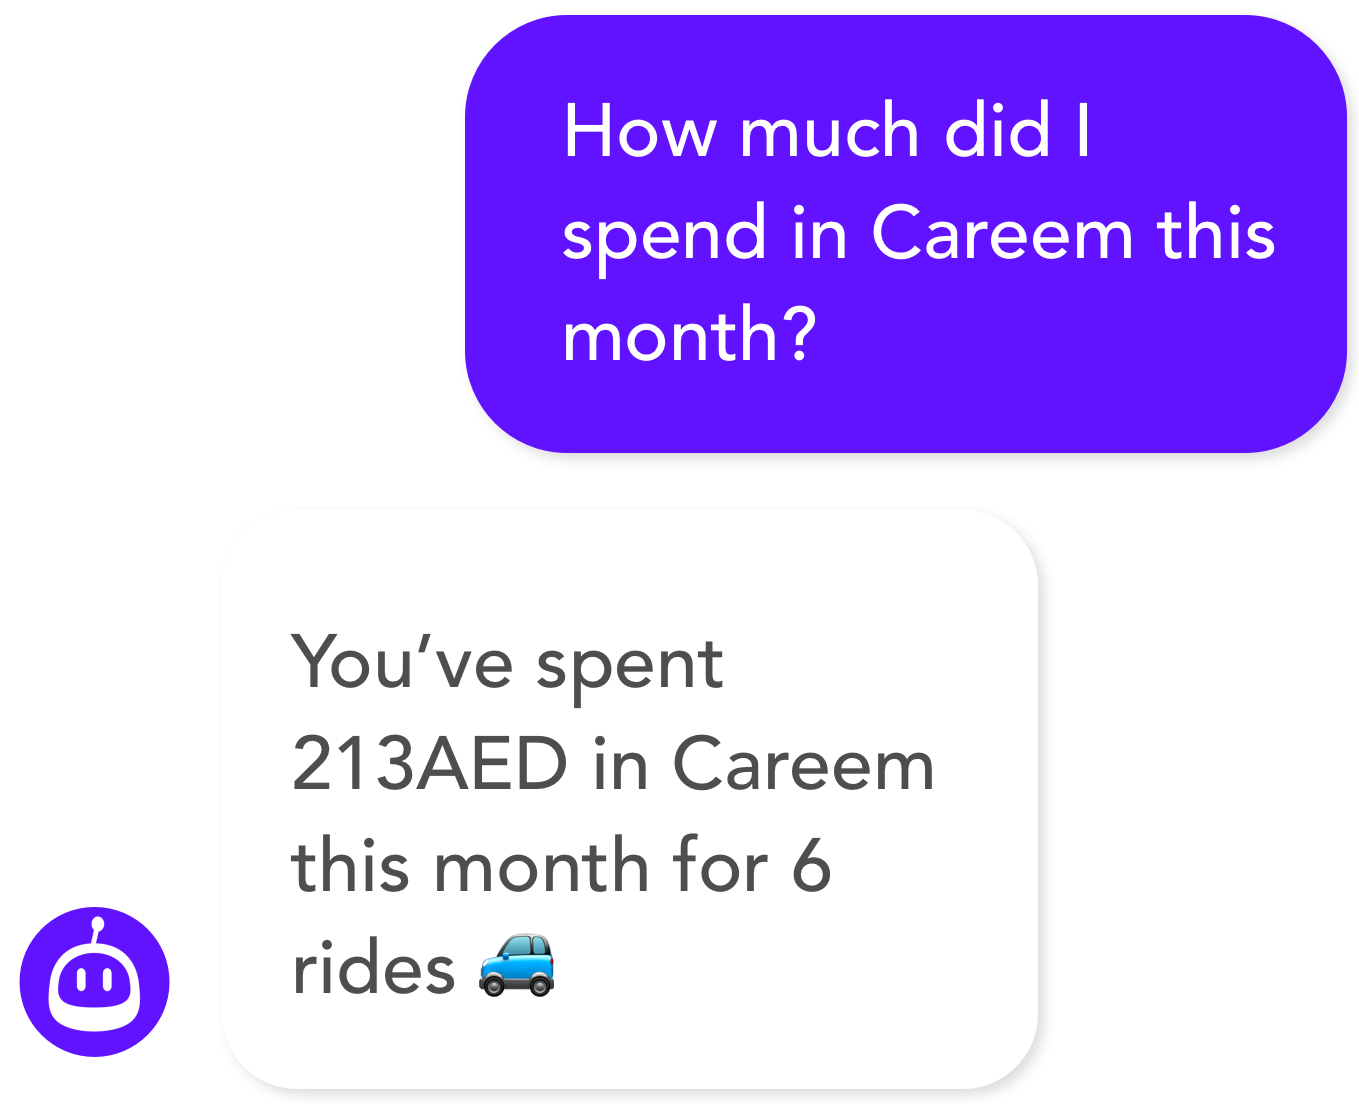 How much did I
spend in Careem this
month?
You’ve spent
213AED in Careem
this month for 6
rides 🚙